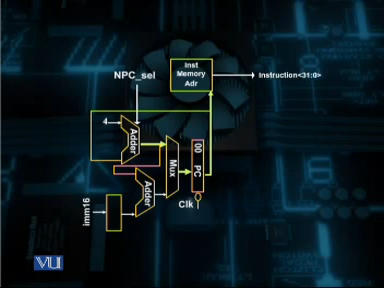 Inst
Memory
Adr
NPC_sel
Instruction<31:0>
4
Adder
Mux
00
PC
Adder
imm16
Clk
VU